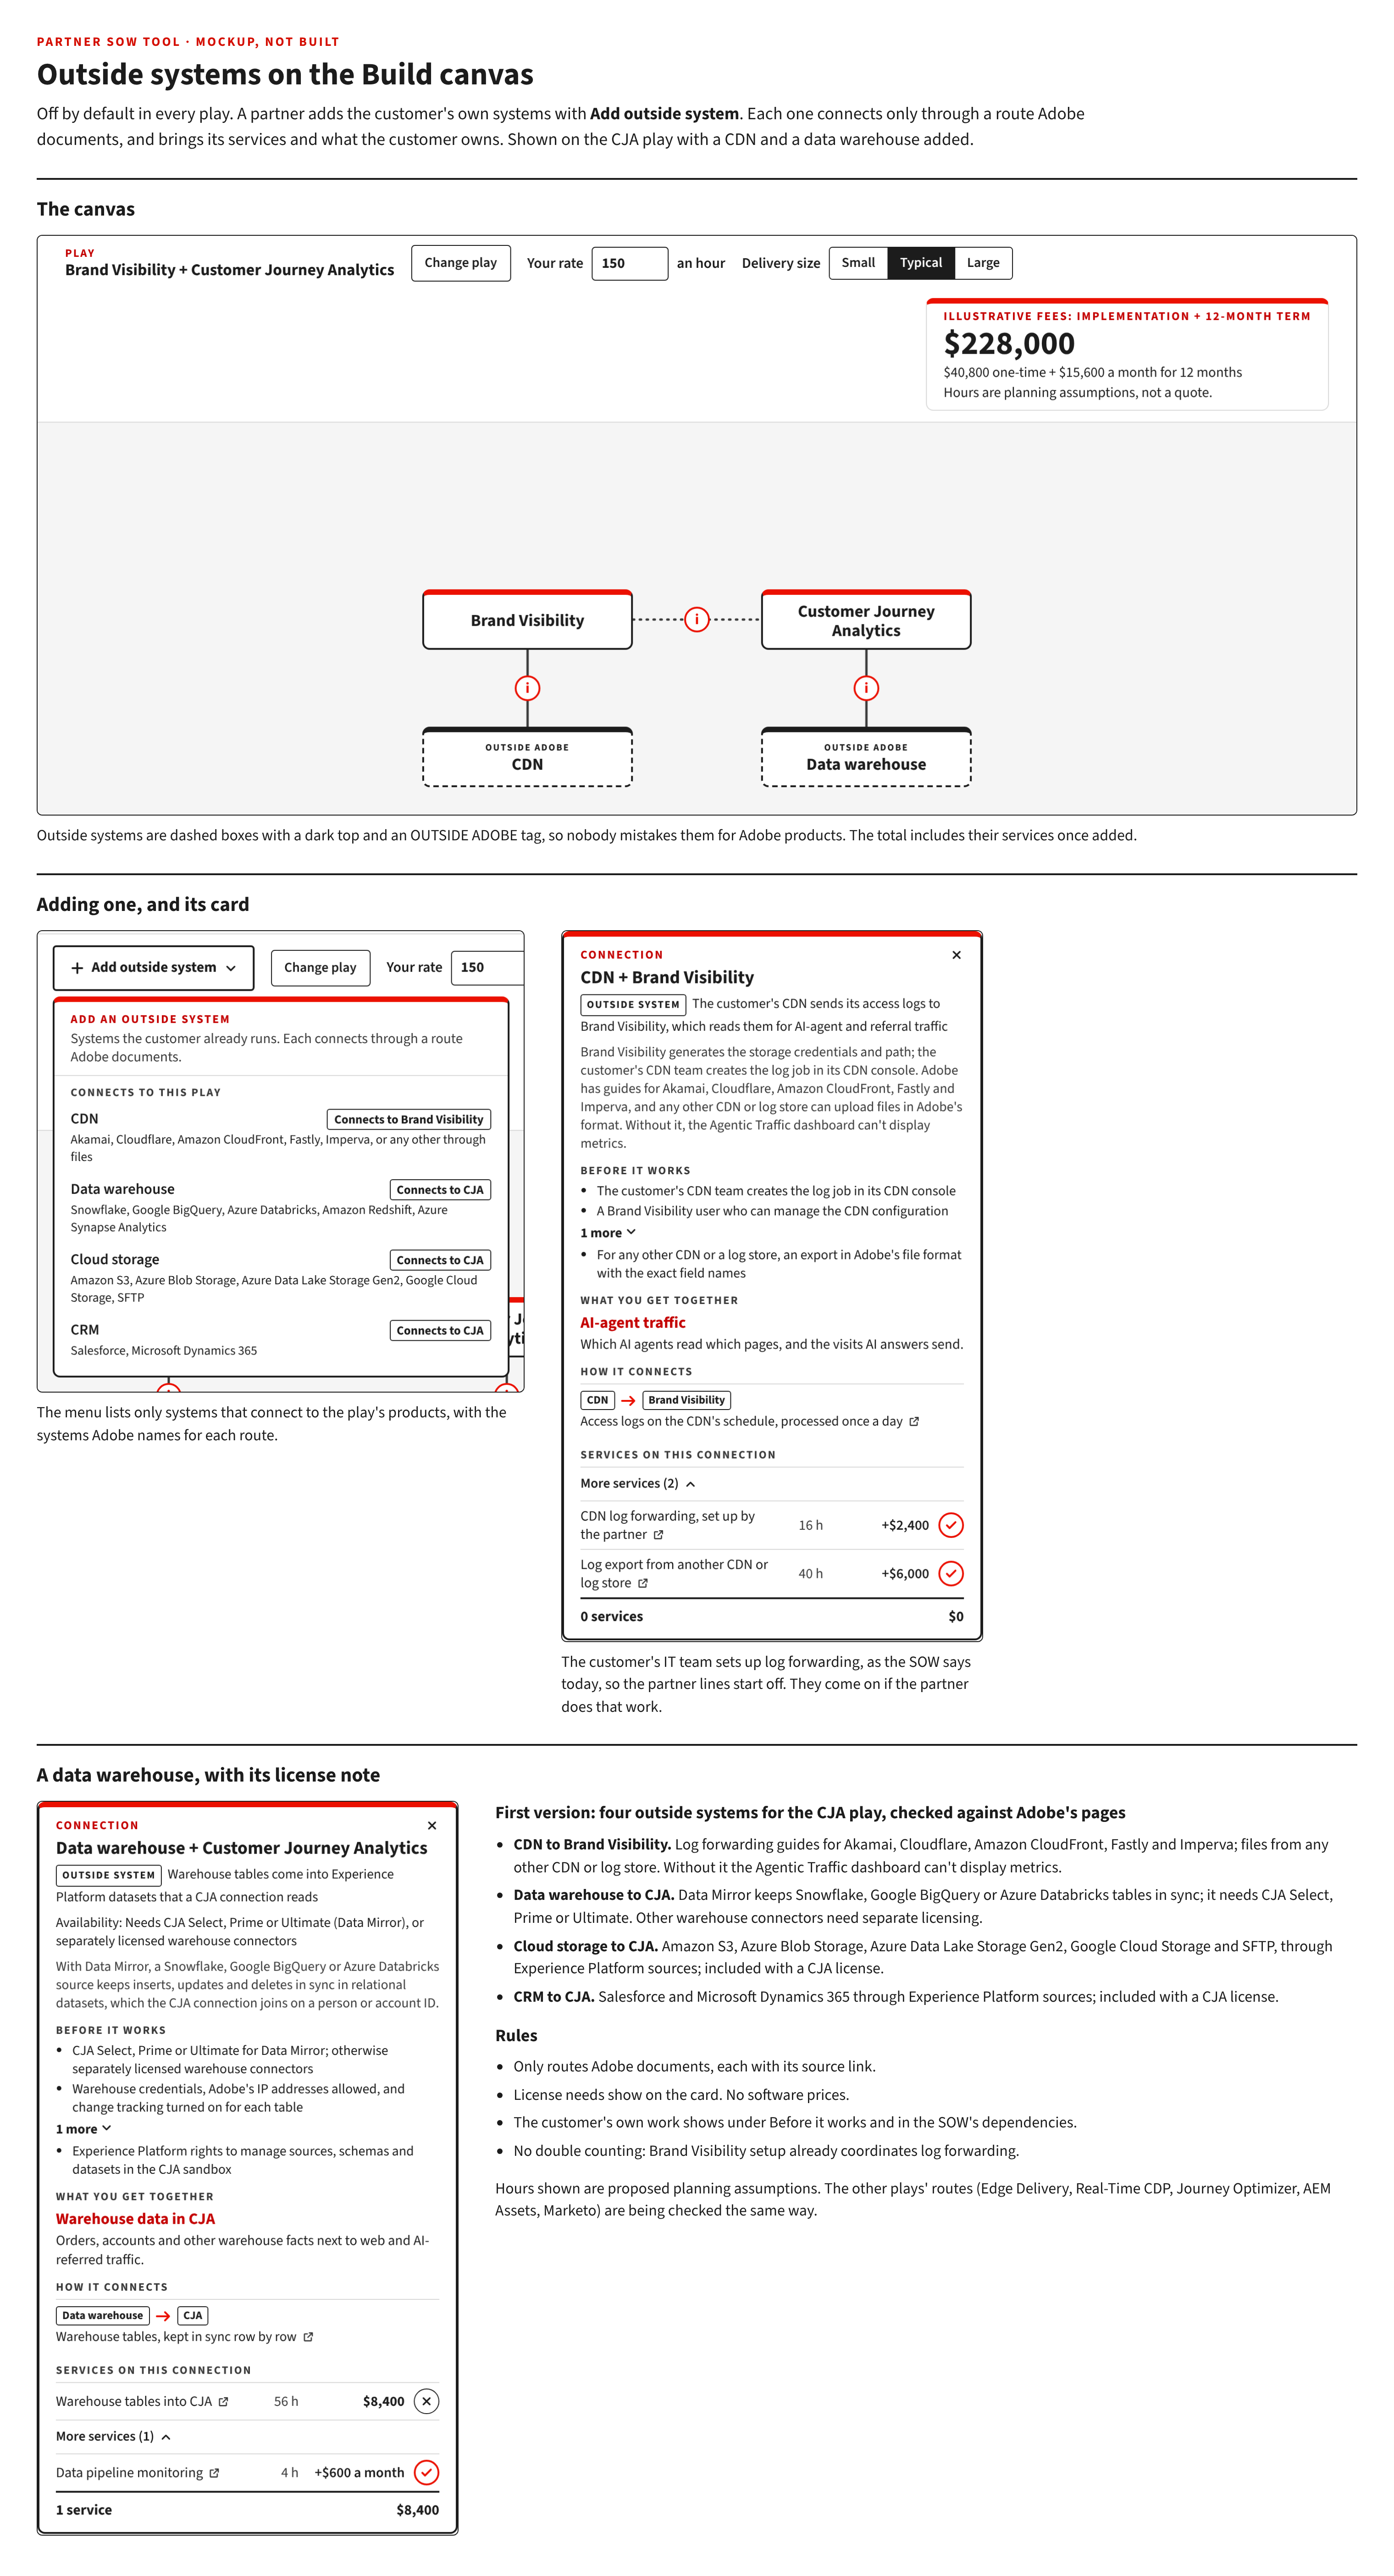 PARTNER SOW TOOL · MOCKUP, NOT BUILT
Outside systems on the Build canvas
Off by default in every play. A partner adds the customer's own systems with Add outside system. Each one connects only through a route Adobe
documents, and brings its services and what the customer owns. Shown on the CJA play with a CDN and a data warehouse added.
The canvas
PLAY
Brand Visibility + Customer Journey Analytics
Change play
Your rate
150
an hour
Delivery size
Small
Typical
Large
ILLUSTRATIVE FEES: IMPLEMENTATION + 12-MONTH TERM
$228,000
$40,800 one-time + $15,600 a month for 12 months
Hours are planning assumptions, not a quote.
Brand Visibility
i
Customer Journey
Analytics
i
i
OUTSIDE ADOBE
CDN
OUTSIDE ADOBE
Data warehouse
Outside systems are dashed boxes with a dark top and an OUTSIDE ADOBE tag, so nobody mistakes them for Adobe products. The total includes their services once added.
Adding one, and its card
Add outside system
Change play
Your rate
150
ADD AN OUTSIDE SYSTEM
Systems the customer already runs. Each connects through a route
Adobe documents.
CONNECTS TO THIS PLAY
CDN
Connects to Brand Visibility
Akamai, Cloudflare, Amazon CloudFront, Fastly, Imperva, or any other through
files
Data warehouse
Connects to CJA
Snowflake, Google BigQuery, Azure Databricks, Amazon Redshift, Azure
Synapse Analytics
Cloud storage
Connects to CJA
Amazon S3, Azure Blob Storage, Azure Data Lake Storage Gen2, Google Cloud
Storage, SFTP
CRM
Connects to CJA
Salesforce, Microsoft Dynamics 365
The menu lists only systems that connect to the play's products, with the
systems Adobe names for each route.
CONNECTION
CDN + Brand Visibility
OUTSIDE SYSTEM The customer's CDN sends its access logs to
Brand Visibility, which reads them for AI-agent and referral traffic
Brand Visibility generates the storage credentials and path; the
customer's CDN team creates the log job in its CDN console. Adobe
has guides for Akamai, Cloudflare, Amazon CloudFront, Fastly and
Imperva, and any other CDN or log store can upload files in Adobe's
format. Without it, the Agentic Traffic dashboard can't display
metrics.
BEFORE IT WORKS
• The customer's CDN team creates the log job in its CDN console
• A Brand Visibility user who can manage the CDN configuration
1 more
• For any other CDN or a log store, an export in Adobe's file format
with the exact field names
WHAT YOU GET TOGETHER
AI-agent traffic
Which AI agents read which pages, and the visits AI answers send.
HOW IT CONNECTS
CDN → Brand Visibility
Access logs on the CDN's schedule, processed once a day
SERVICES ON THIS CONNECTION
More services (2)
CDN log forwarding, set up by
the partner
16 h
+$2,400
Log export from another CDN or
log store
40 h
+$6,000
0 services
$0
The customer's IT team sets up log forwarding, as the SOW says
today, so the partner lines start off. They come on if the partner
does that work.
A data warehouse, with its license note
CONNECTION
Data warehouse + Customer Journey Analytics
OUTSIDE SYSTEM Warehouse tables come into Experience
Platform datasets that a CJA connection reads
Availability: Needs CJA Select, Prime or Ultimate (Data Mirror), or
separately licensed warehouse connectors
With Data Mirror, a Snowflake, Google BigQuery or Azure Databricks
source keeps inserts, updates and deletes in sync in relational
datasets, which the CJA connection joins on a person or account ID.
BEFORE IT WORKS
• CJA Select, Prime or Ultimate for Data Mirror; otherwise
separately licensed warehouse connectors
• Warehouse credentials, Adobe's IP addresses allowed, and
change tracking turned on for each table
1 more
• Experience Platform rights to manage sources, schemas and
datasets in the CJA sandbox
WHAT YOU GET TOGETHER
Warehouse data in CJA
Orders, accounts and other warehouse facts next to web and AI-
referred traffic.
HOW IT CONNECTS
Data warehouse → CJA
Warehouse tables, kept in sync row by row
SERVICES ON THIS CONNECTION
Warehouse tables into CJA
56 h
$8,400
More services (1)
Data pipeline monitoring
4 h
+$600 a month
1 service
$8,400
First version: four outside systems for the CJA play, checked against Adobe's pages
• CDN to Brand Visibility. Log forwarding guides for Akamai, Cloudflare, Amazon CloudFront, Fastly and Imperva; files from any
other CDN or log store. Without it the Agentic Traffic dashboard can't display metrics.
• Data warehouse to CJA. Data Mirror keeps Snowflake, Google BigQuery or Azure Databricks tables in sync; it needs CJA Select,
Prime or Ultimate. Other warehouse connectors need separate licensing.
• Cloud storage to CJA. Amazon S3, Azure Blob Storage, Azure Data Lake Storage Gen2, Google Cloud Storage and SFTP, through
Experience Platform sources; included with a CJA license.
• CRM to CJA. Salesforce and Microsoft Dynamics 365 through Experience Platform sources; included with a CJA license.
Rules
• Only routes Adobe documents, each with its source link.
• License needs show on the card. No software prices.
• The customer's own work shows under Before it works and in the SOW's dependencies.
• No double counting: Brand Visibility setup already coordinates log forwarding.
Hours shown are proposed planning assumptions. The other plays' routes (Edge Delivery, Real-Time CDP, Journey Optimizer, AEM
Assets, Marketo) are being checked the same way.